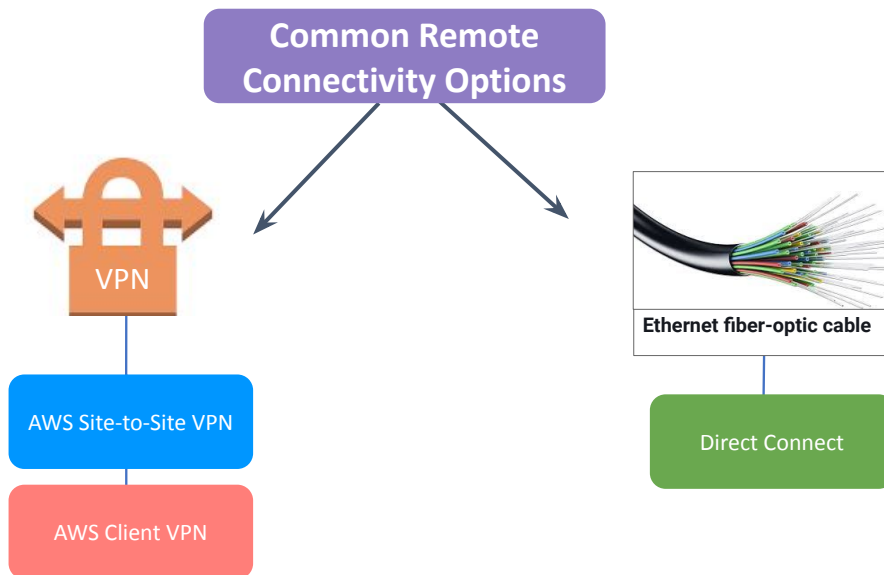 Common Remote
Connectivity Options
VPN
Ethernet fiber-optic cable
AWS Site-to-Site VPN
Direct Connect
AWS Client VPN